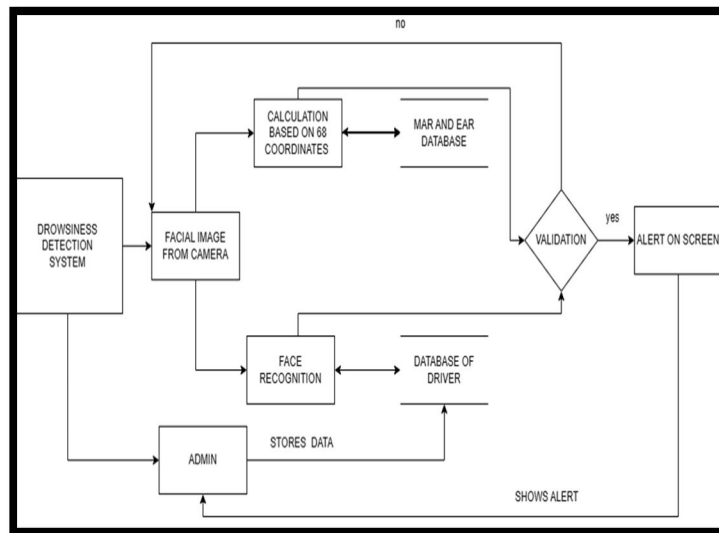 no
CALCULATION
BASED ON 68
COORDINATES
MAR AND EAR
DATABASE
DROWSINESS
DETECTION
SYSTEM
FACIAL IMAGE
FROM CAMERA
VALIDATION
yes
ALERT ON SCREEN
FACE
RECOGNITION
DATABASE OF
DRIVER
ADMIN
STORES DATA
SHOWS ALERT